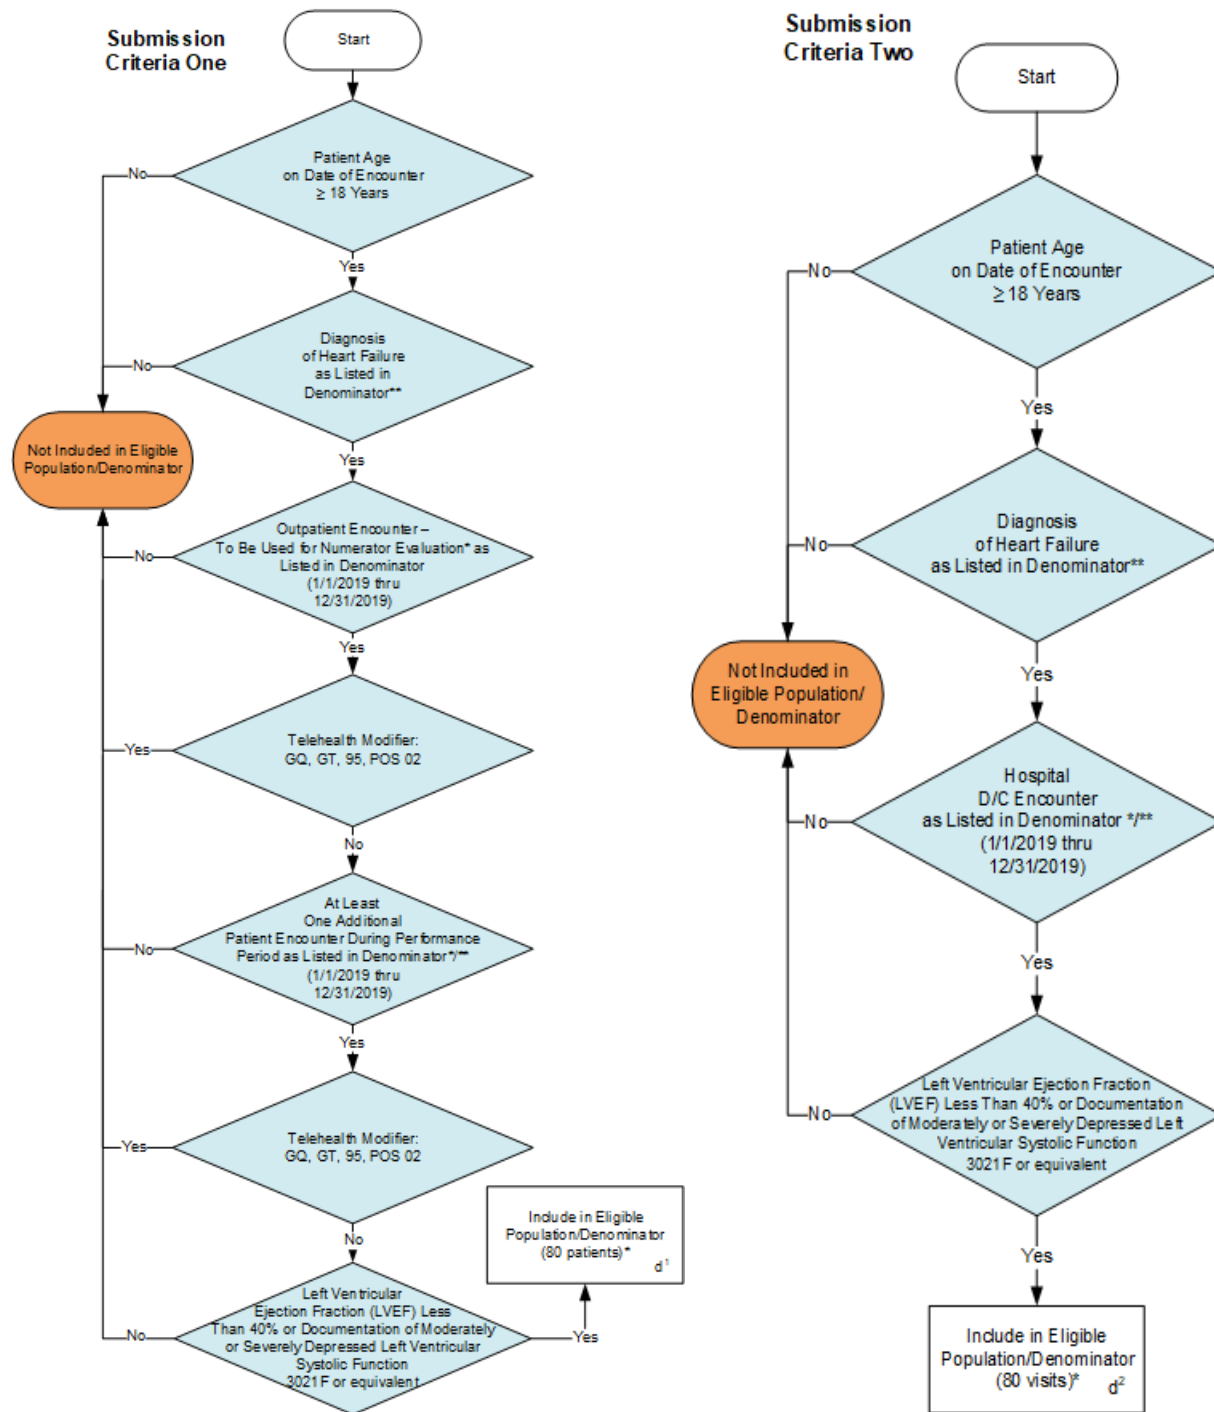 Submission
Criteria One
Start
Patient Age
on Date of Encounter
≥ 18 Years
No
Yes
Diagnosis
of Heart Failure
as Listed in
Denominator**
No
Yes
Not Included in Eligible
Population/Denominator
Outpatient Encounter –
To Be Used for Numerator Evaluation* as
Listed in Denominator
(1/1/2019 thru
12/31/2019)
No
Yes
Telehealth Modifier:
GQ, GT, 95, POS 02
Yes
No
At Least
One Additional
Patient Encounter During Performance
Period as Listed in Denominator*/**
(1/1/2019 thru
12/31/2019)
No
Yes
Telehealth Modifier:
GQ, GT, 95, POS 02
Yes
No
Left Ventricular
Ejection Fraction (LVEF) Less
Than 40% or Documentation of Moderately
or Severely Depressed Left Ventricular
Systolic Function
3021F or equivalent
No
Yes
Include in Eligible
Population/Denominator
(80 patients)*
d¹
Submission
Criteria Two
Start
Patient Age
on Date of Encounter
≥ 18 Years
No
Yes
Diagnosis
of Heart Failure
as Listed in Denominator**
No
Yes
Not Included in
Eligible Population/
Denominator
Hospital
D/C Encounter
as Listed in Denominator */**
(1/1/2019 thru
12/31/2019)
No
Yes
Left Ventricular Ejection Fraction
(LVEF) Less Than 40% or Documentation
of Moderately or Severely Depressed Left
Ventricular Systolic Function
3021F or equivalent
No
Yes
Include in Eligible
Population/Denominator
(80 visits)*
d²